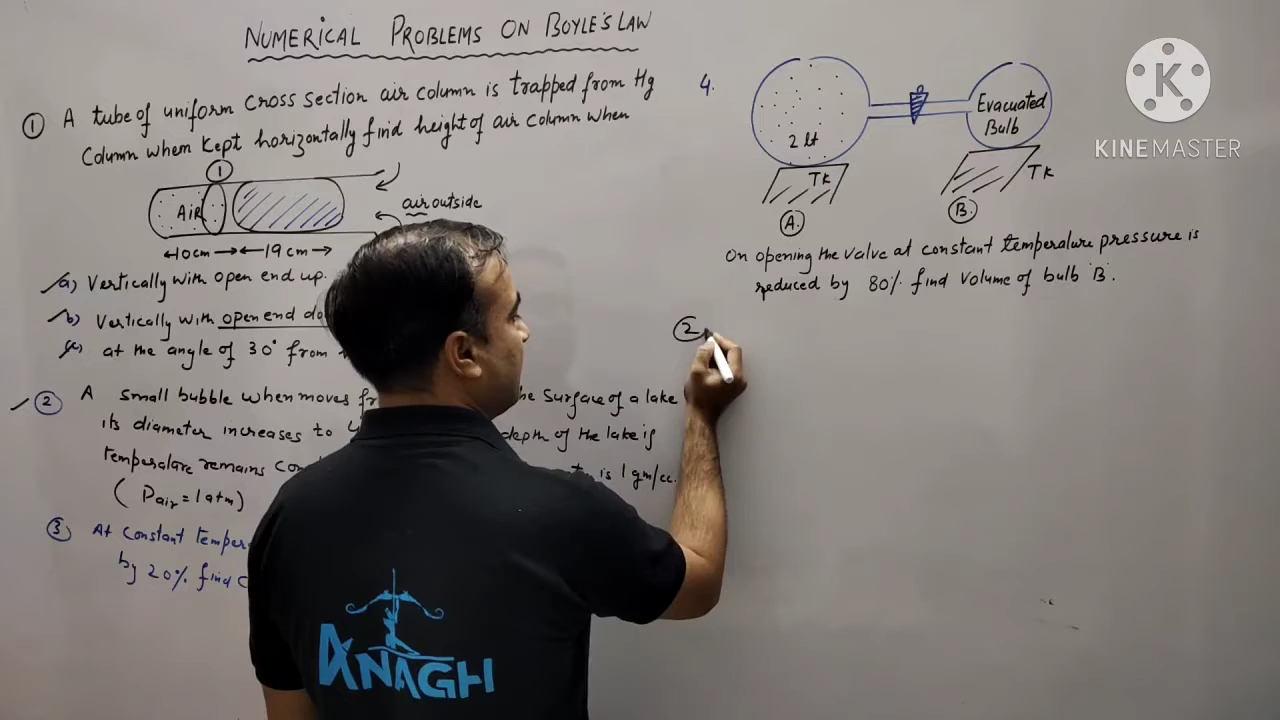 NUMERICAL PROBLEMS ON BOYLE'S LAW
① A tube of uniform cross section air column is trapped from Hg
column when kept horizontally find height of air column when
①
AIR
air outside
10cm 19 cm
a) Vertically with open end up.
b) Vertically with open end
c) at the angle of 30° from
② A small bubble when moves surface of a lake
its diameter increases to depth of the lake is
temperature remains is 1 gm/cc.
(Pair = 1 atm)
③ At constant
by 20% find
4.
2 lt
Evacuated
Bulb
TK
TK
A.
B.
On opening the valve at constant temperature pressure is
reduced by 80% find volume of bulb 'B'.
②
KINEMASTER
K
ANAGH